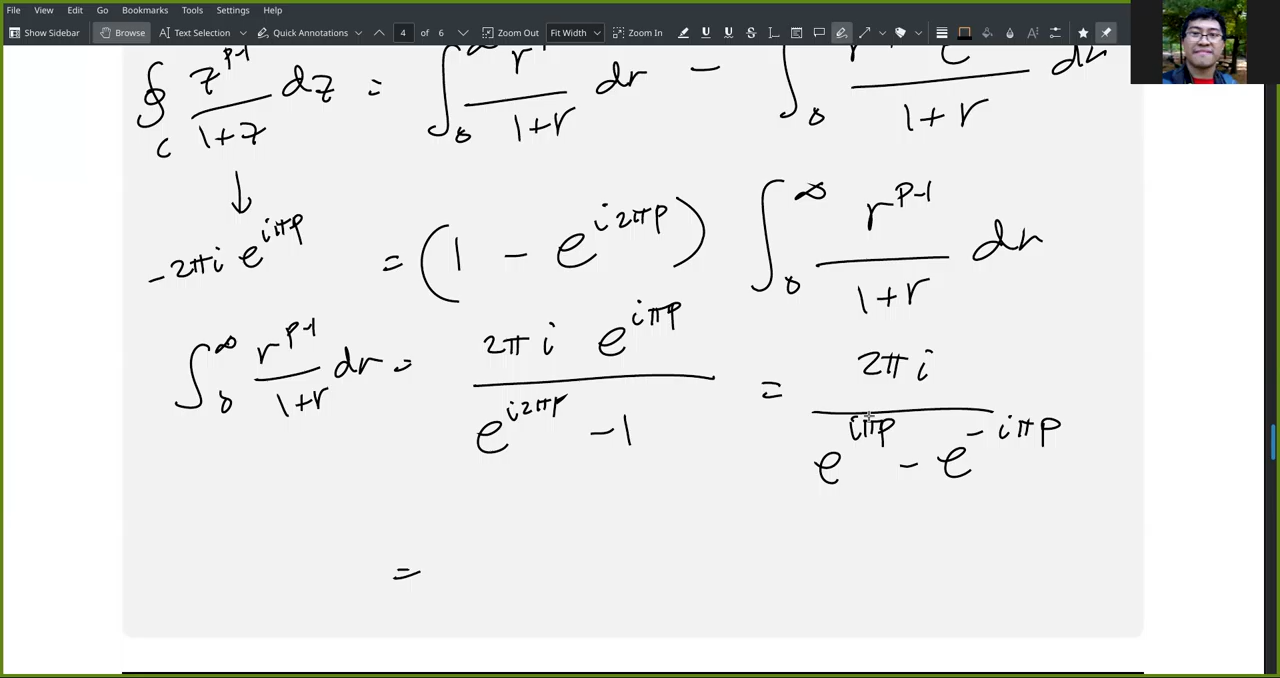 File View Edit Go Bookmarks Tools Settings Help
Show Sidebar Browse Text Selection Quick Annotations 4 of 6 Zoom Out Fit Width Zoom In
∮_C z^{p-1}/(1+z) dz = ∫_0^∞ r/(1+r) dr - ∫_0 e/(1+r) dr
↓
-2πi e^{iπp} = (1 - e^{i2πp}) ∫_0^∞ r^{p-1}/(1+r) dr
∫_0^∞ r^{p-1}/(1+r) dr = 2πi e^{iπp}/(e^{i2πp} - 1) = 2πi/(e^{iπp} - e^{-iπp})
=